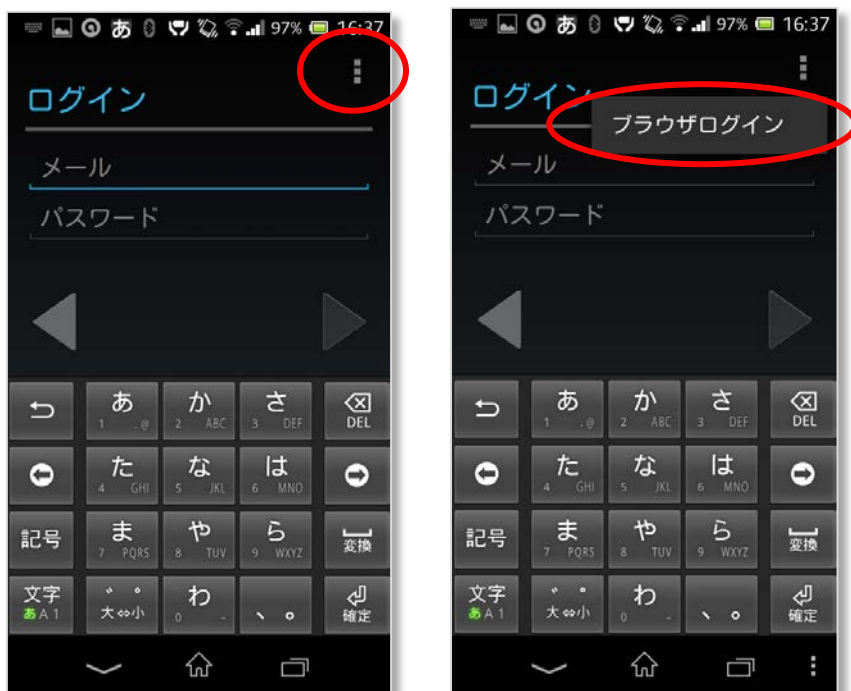 あ 97% 16:37
ログイン
メール
パスワード
あ 1 .@
か 2 ABC
さ 3 DEF
DEL
た 4 GHI
な 5 JKL
は 6 MNO
記号
ま 7 PQRS
や 8 TUV
ら 9 WXYZ
変換
文字 あA1
゛゜ 大⇔小
わ 0 -
、。
確定
あ 97% 16:37
ログイン
ブラウザログイン
メール
パスワード
あ 1 .@
か 2 ABC
さ 3 DEF
DEL
た 4 GHI
な 5 JKL
は 6 MNO
記号
ま 7 PQRS
や 8 TUV
ら 9 WXYZ
変換
文字 あA1
゛゜ 大⇔小
わ 0 -
、。
確定